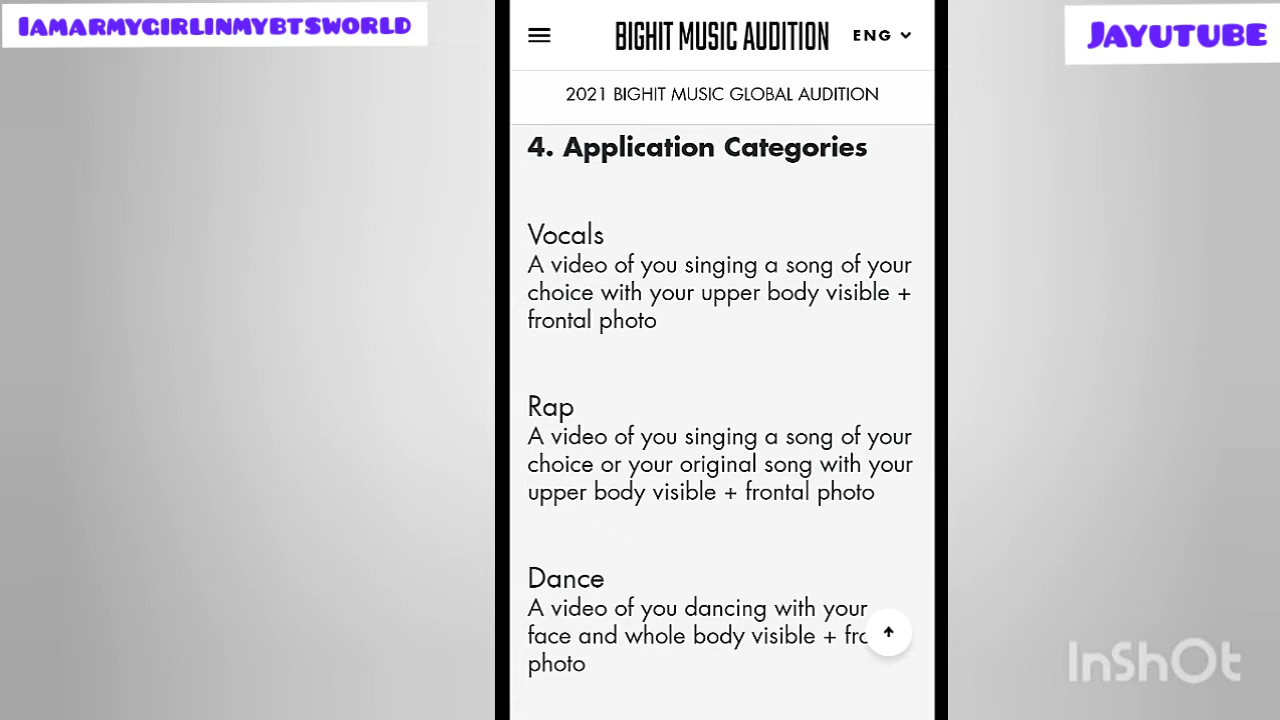 IAMARMYGIRLINMYBTSWORLD
JAYUTUBE
BIGHIT MUSIC AUDITION
ENG
2021 BIGHIT MUSIC GLOBAL AUDITION
4. Application Categories
Vocals
A video of you singing a song of your
choice with your upper body visible +
frontal photo
Rap
A video of you singing a song of your
choice or your original song with your
upper body visible + frontal photo
Dance
A video of you dancing with your
face and whole body visible +
photo
InShOt